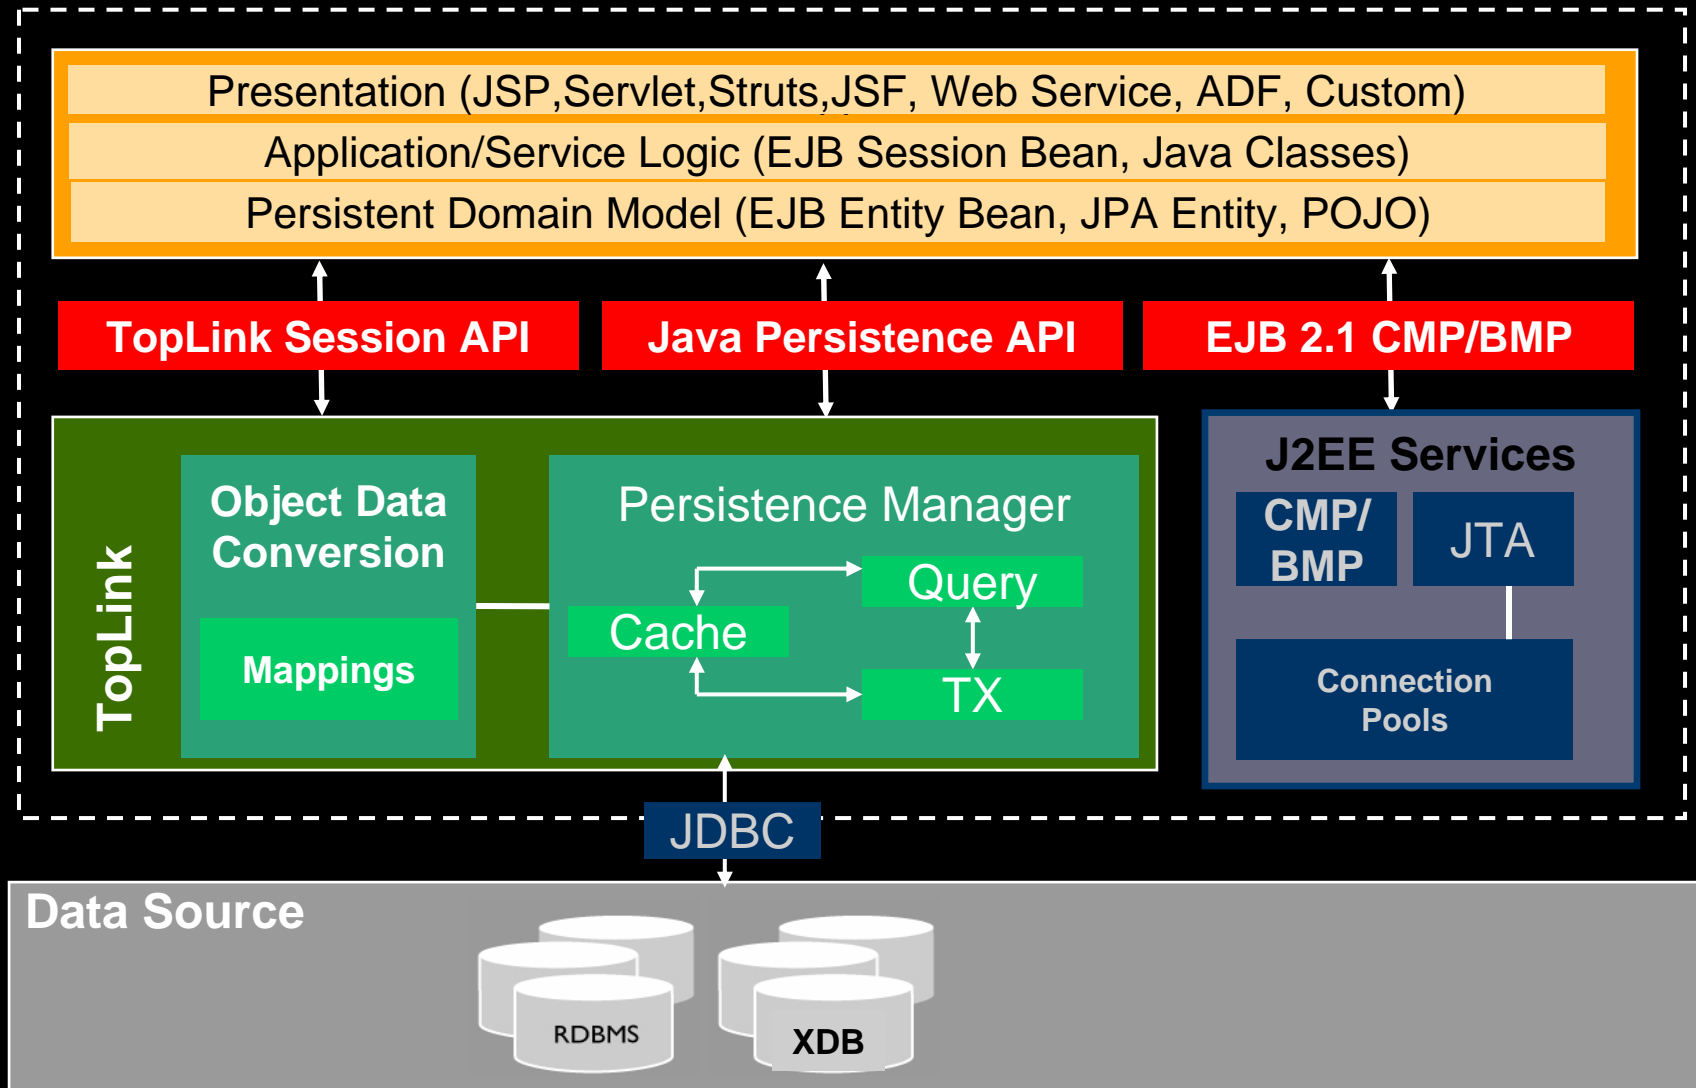 Presentation (JSP,Servlet,Struts,JSF, Web Service, ADF, Custom)
Application/Service Logic (EJB Session Bean, Java Classes)
Persistent Domain Model (EJB Entity Bean, JPA Entity, POJO)
TopLink Session API
Java Persistence API
EJB 2.1 CMP/BMP
TopLink
Object Data
Conversion
Mappings
Persistence Manager
Query
Cache
TX
J2EE Services
CMP/
BMP
JTA
Connection
Pools
JDBC
Data Source
RDBMS
XDB